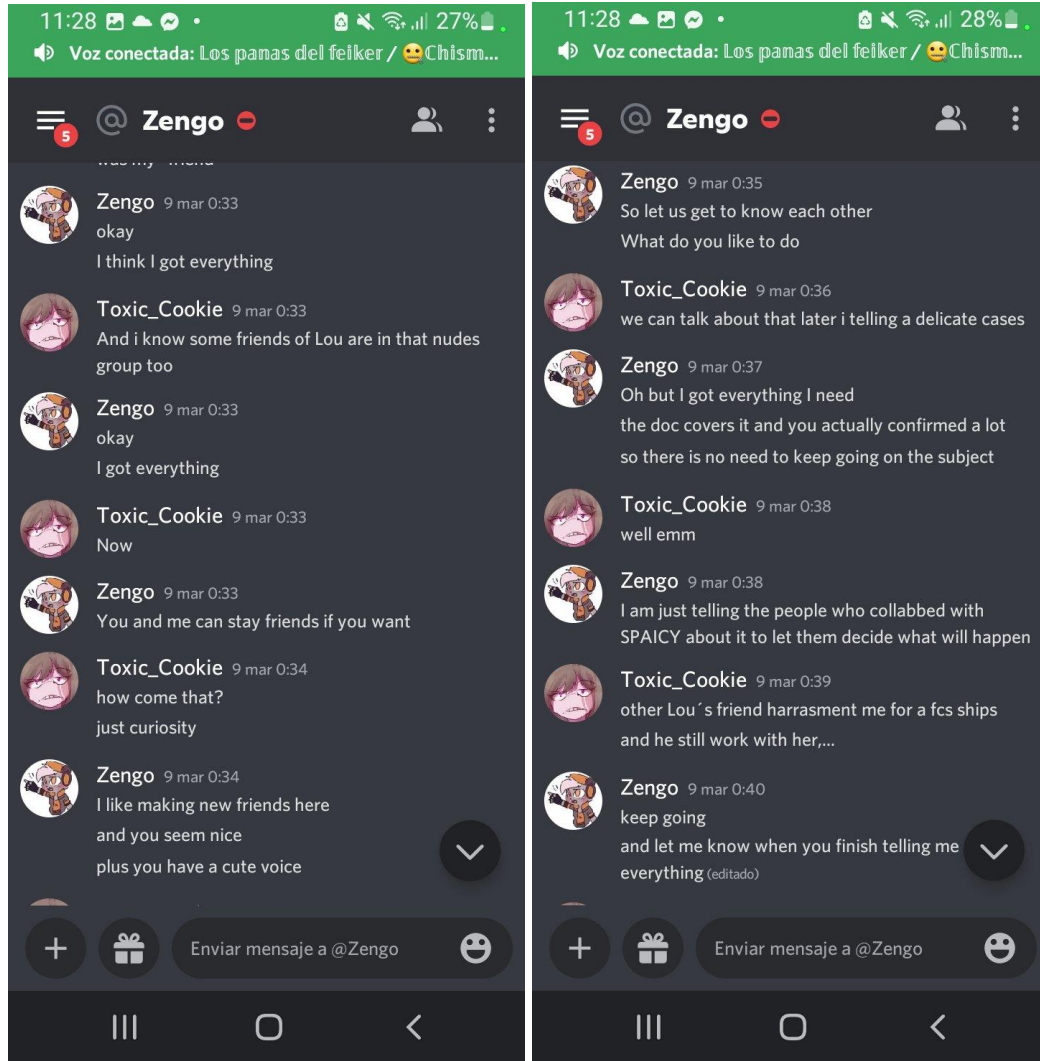 11:28
27%
Voz conectada: Los panas del feiker / 🤐Chism...
5
@ Zengo
Zengo 9 mar 0:33
okay
I think I got everything
Toxic_Cookie 9 mar 0:33
And i know some friends of Lou are in that nudes
group too
Zengo 9 mar 0:33
okay
I got everything
Toxic_Cookie 9 mar 0:33
Now
Zengo 9 mar 0:33
You and me can stay friends if you want
Toxic_Cookie 9 mar 0:34
how come that?
just curiosity
Zengo 9 mar 0:34
I like making new friends here
and you seem nice
plus you have a cute voice
Enviar mensaje a @Zengo
11:28
28%
Voz conectada: Los panas del feiker / 🤐Chism...
5
@ Zengo
Zengo 9 mar 0:35
So let us get to know each other
What do you like to do
Toxic_Cookie 9 mar 0:36
we can talk about that later i telling a delicate cases
Zengo 9 mar 0:37
Oh but I got everything I need
the doc covers it and you actually confirmed a lot
so there is no need to keep going on the subject
Toxic_Cookie 9 mar 0:38
well emm
Zengo 9 mar 0:38
I am just telling the people who collabbed with
SPAICY about it to let them decide what will happen
Toxic_Cookie 9 mar 0:39
other Lou´s friend harrasment me for a fcs ships
and he still work with her,...
Zengo 9 mar 0:40
keep going
and let me know when you finish telling me
everything (editado)
Enviar mensaje a @Zengo